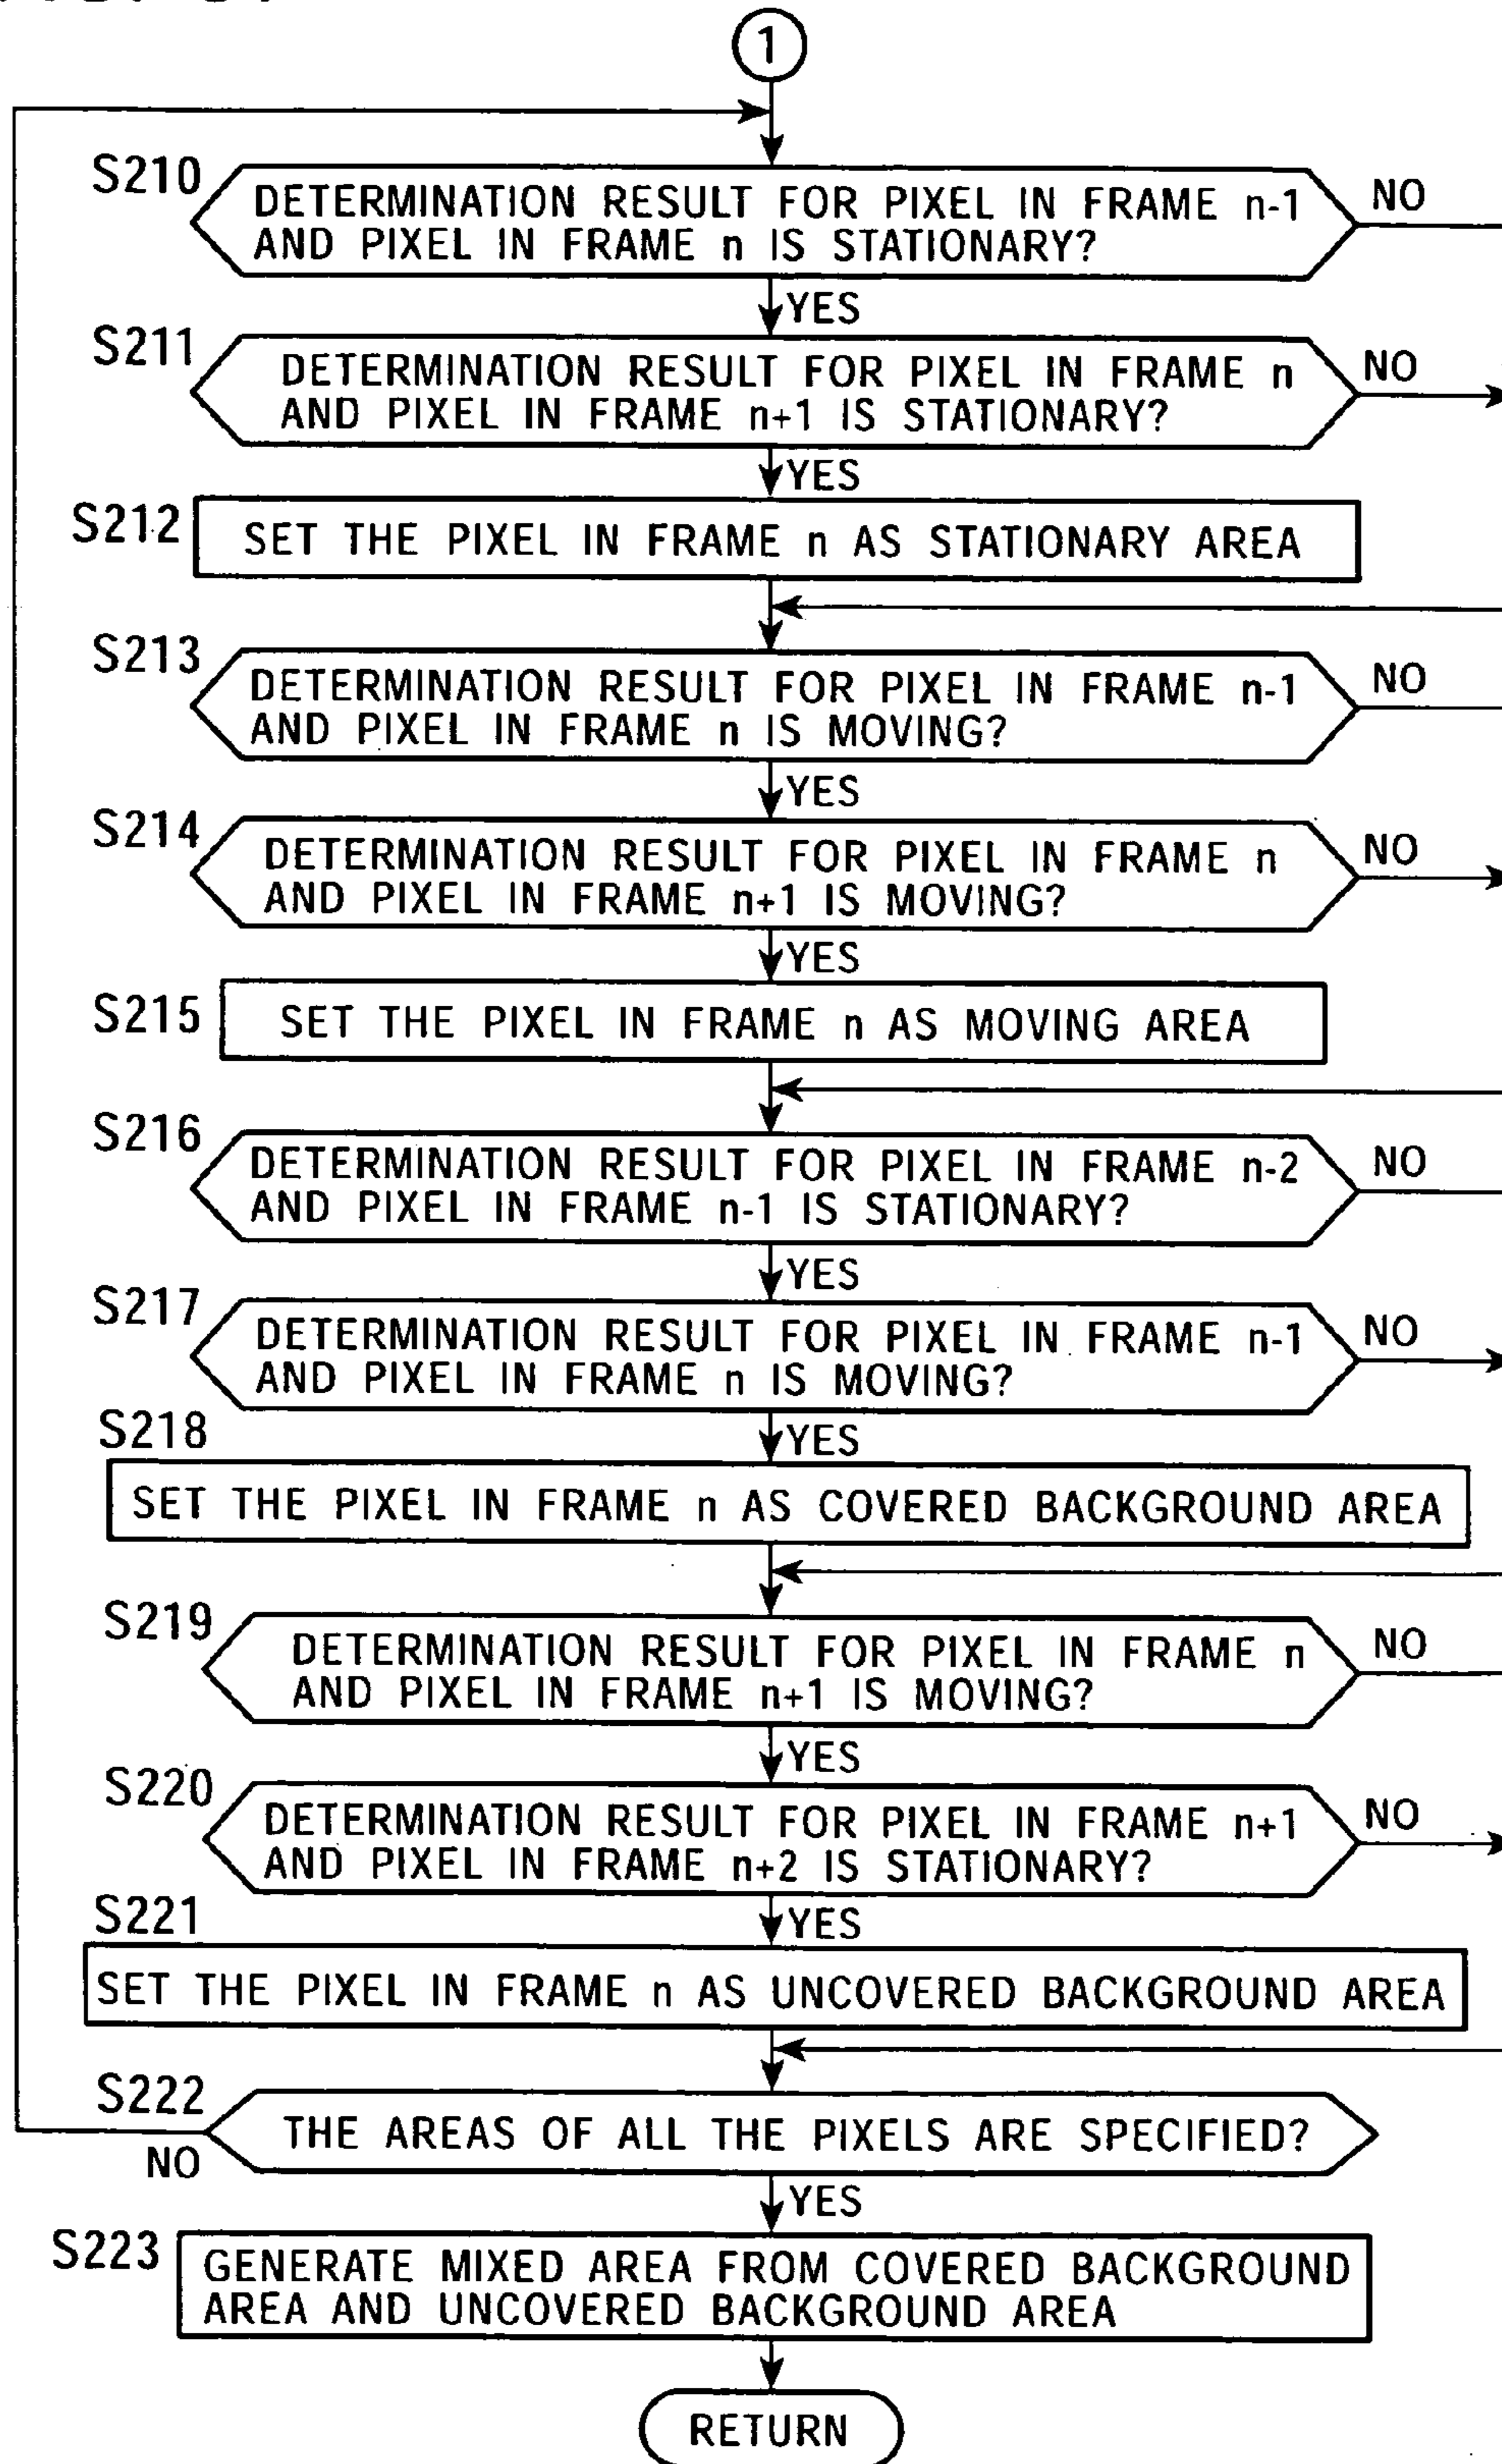 1
S210
DETERMINATION RESULT FOR PIXEL IN FRAME n-1
AND PIXEL IN FRAME n IS STATIONARY?
NO
YES
S211
DETERMINATION RESULT FOR PIXEL IN FRAME n
AND PIXEL IN FRAME n+1 IS STATIONARY?
NO
YES
S212
SET THE PIXEL IN FRAME n AS STATIONARY AREA
S213
DETERMINATION RESULT FOR PIXEL IN FRAME n-1
AND PIXEL IN FRAME n IS MOVING?
NO
YES
S214
DETERMINATION RESULT FOR PIXEL IN FRAME n
AND PIXEL IN FRAME n+1 IS MOVING?
NO
YES
S215
SET THE PIXEL IN FRAME n AS MOVING AREA
S216
DETERMINATION RESULT FOR PIXEL IN FRAME n-2
AND PIXEL IN FRAME n-1 IS STATIONARY?
NO
YES
S217
DETERMINATION RESULT FOR PIXEL IN FRAME n-1
AND PIXEL IN FRAME n IS MOVING?
NO
YES
S218
SET THE PIXEL IN FRAME n AS COVERED BACKGROUND AREA
S219
DETERMINATION RESULT FOR PIXEL IN FRAME n
AND PIXEL IN FRAME n+1 IS MOVING?
NO
YES
S220
DETERMINATION RESULT FOR PIXEL IN FRAME n+1
AND PIXEL IN FRAME n+2 IS STATIONARY?
NO
YES
S221
SET THE PIXEL IN FRAME n AS UNCOVERED BACKGROUND AREA
S222
THE AREAS OF ALL THE PIXELS ARE SPECIFIED?
NO
YES
S223
GENERATE MIXED AREA FROM COVERED BACKGROUND
AREA AND UNCOVERED BACKGROUND AREA
RETURN